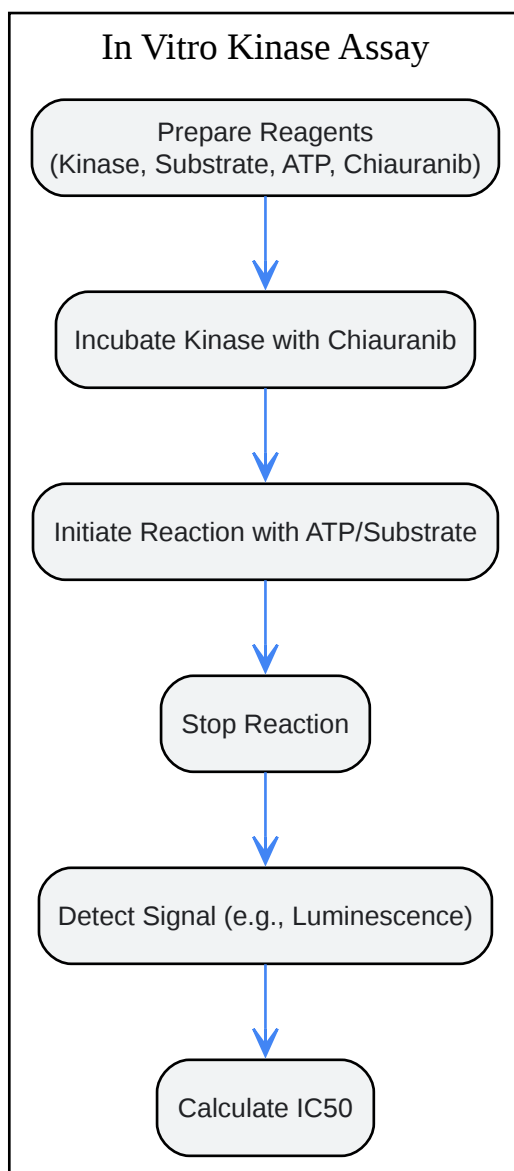 In Vitro Kinase Assay
Prepare Reagents
(Kinase, Substrate, ATP, Chiauranib)
Incubate Kinase with Chiauranib
Initiate Reaction with ATP/Substrate
Stop Reaction
Detect Signal (e.g., Luminescence)
Calculate IC50